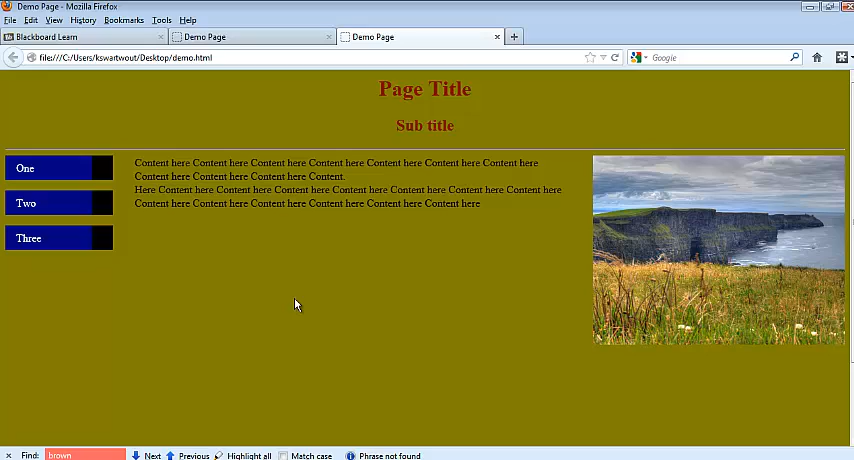 Demo Page - Mozilla Firefox
File Edit View History Bookmarks Tools Help
Bb Blackboard Learn × Demo Page × Demo Page × +
file:///C:/Users/kswartwout/Desktop/demo.html Google
Page Title
Sub title
One
Two
Three
Content here Content here Content here Content here Content here Content here Content here
Content here Content here Content here Content.
Here Content here Content here Content here Content here Content here Content here Content here
Content here Content here Content here Content here Content here Content here
× Find: brown Next Previous Highlight all Match case Phrase not found